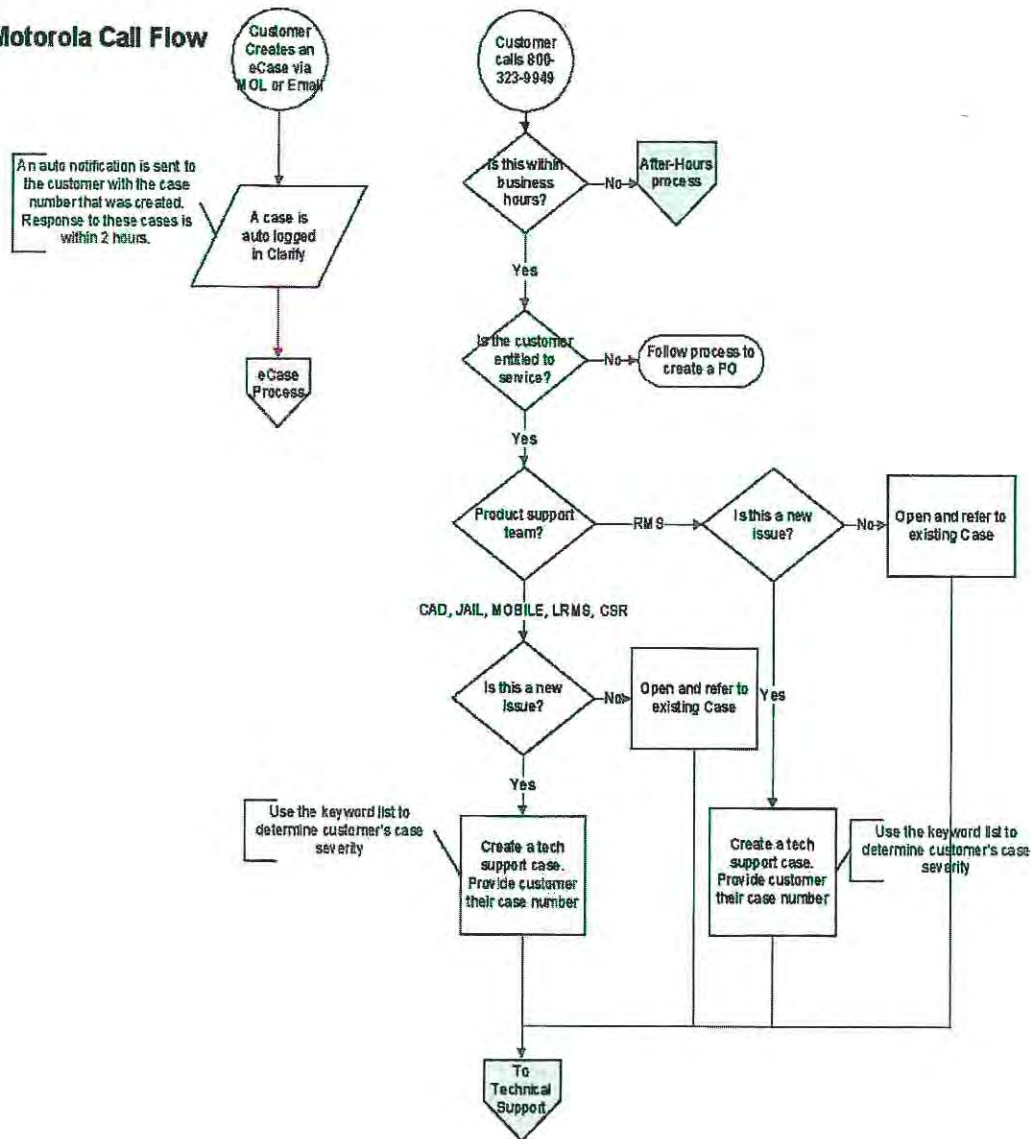 Motorola Call Flow
Customer
Creates an
eCase via
MOL or Email
Customer
calls 800-
323-9949
An auto notification is sent to
the customer with the case
number that was created.
Response to these cases is
within 2 hours.
A case is
auto logged
in Clarify
eCase
Process
Is this within
business
hours?
No
After-Hours
process
Yes
Is the customer
entitled to
service?
No
Follow process to
create a PO
Yes
Product support
team?
RMS
Is this a new
issue?
No
Open and refer to
existing Case
CAD, JAIL, MOBILE, LRMS, CSR
Is this a new
issue?
No
Open and refer to
existing Case
Yes
Yes
Use the keyword list to
determine customer's case
severity
Create a tech
support case.
Provide customer
their case number
Create a tech
support case.
Provide customer
their case number
Use the keyword list to
determine customer's case
severity
To
Technical
Support